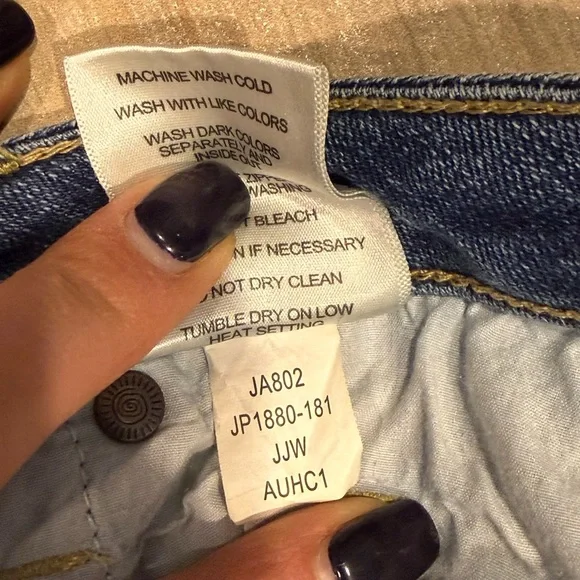 MACHINE WASH COLD
WASH WITH LIKE COLORS
WASH DARK COLORS
SEPARATELY AND
INSIDE OUT
WASHING
BLEACH
IF NECESSARY
NOT DRY CLEAN
TUMBLE DRY ON LOW
HEAT SETTING
JA802
JP1880-181
JJW
AUHC1